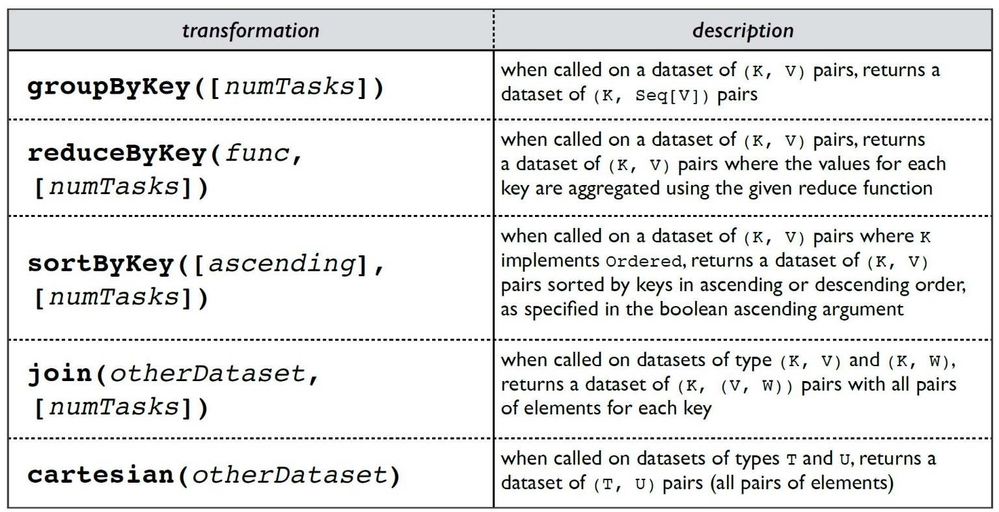 transformation
description
groupByKey([numTasks])
when called on a dataset of (K, V) pairs, returns a
dataset of (K, Seq[V]) pairs
reduceByKey(func,
[numTasks])
when called on a dataset of (K, V) pairs, returns
a dataset of (K, V) pairs where the values for each
key are aggregated using the given reduce function
sortByKey([ascending],
[numTasks])
when called on a dataset of (K, V) pairs where K
implements Ordered, returns a dataset of (K, V)
pairs sorted by keys in ascending or descending order,
as specified in the boolean ascending argument
join(otherDataset,
[numTasks])
when called on datasets of type (K, V) and (K, W),
returns a dataset of (K, (V, W)) pairs with all pairs
of elements for each key
cartesian(otherDataset)
when called on datasets of types T and U, returns a
dataset of (T, U) pairs (all pairs of elements)